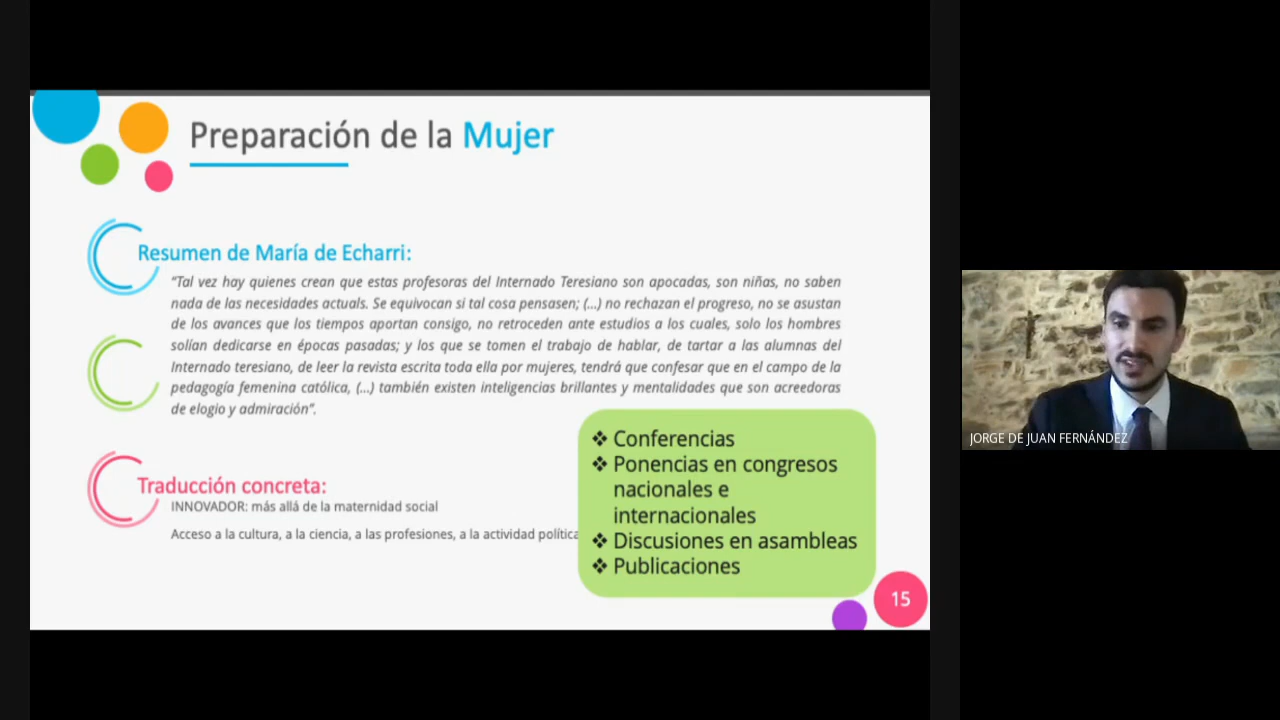 Preparación de la Mujer
Resumen de María de Echarri:
“Tal vez hay quienes crean que estas profesoras del Internado Teresiano son apocadas, son niñas, no saben
nada de las necesidades actuals. Se equivocan si tal cosa pensasen; (...) no rechazan el progreso, no se asustan
de los avances que los tiempos aportan consigo, no retroceden ante estudios a los cuales, solo los hombres
solían dedicarse en épocas pasadas; y los que se tomen el trabajo de hablar, de tartar a las alumnas del
Internado teresiano, de leer la revista escrita toda ella por mujeres, tendrá que confesar que en el campo de la
pedagogía femenina católica, (...) también existen inteligencias brillantes y mentalidades que son acreedoras
de elogio y admiración”.
Traducción concreta:
INNOVADOR: más allá de la maternidad social
Acceso a la cultura, a la ciencia, a las profesiones, a la actividad política
❖ Conferencias
❖ Ponencias en congresos
nacionales e
internacionales
❖ Discusiones en asambleas
❖ Publicaciones
15
JORGE DE JUAN FERNÁNDEZ